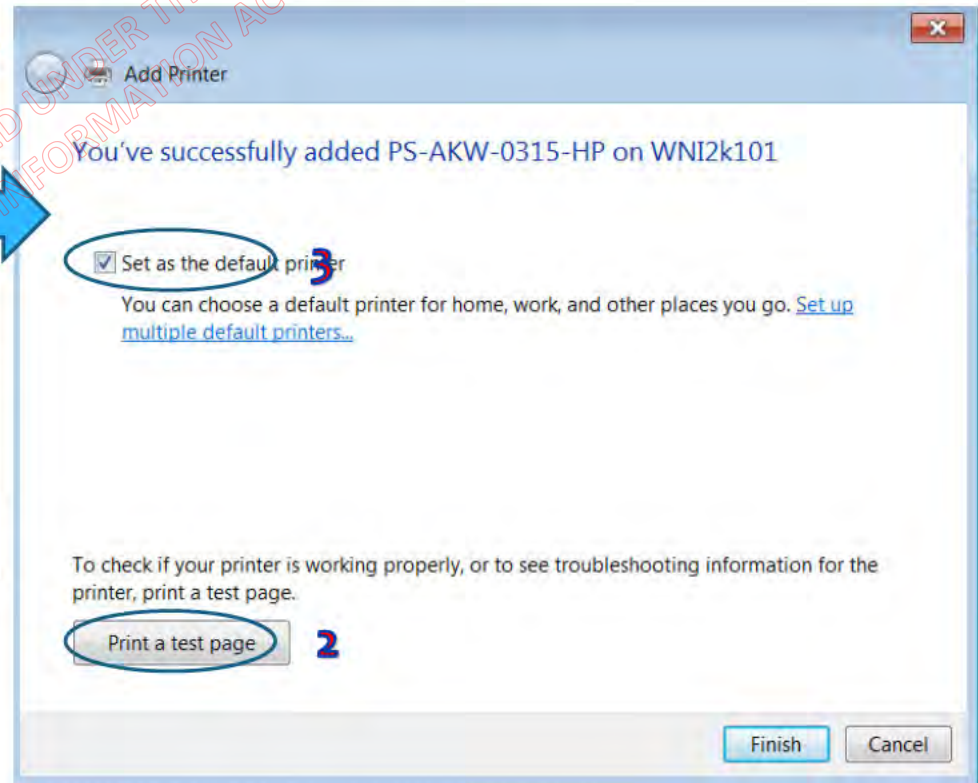 Add Printer
You've successfully added PS-AKW-0315-HP on WNI2k101
Set as the default printer
3
You can choose a default printer for home, work, and other places you go. Set up
multiple default printers...
To check if your printer is working properly, or to see troubleshooting information for the
printer, print a test page.
Print a test page
2
Finish
Cancel
UNDER
INFORMATION